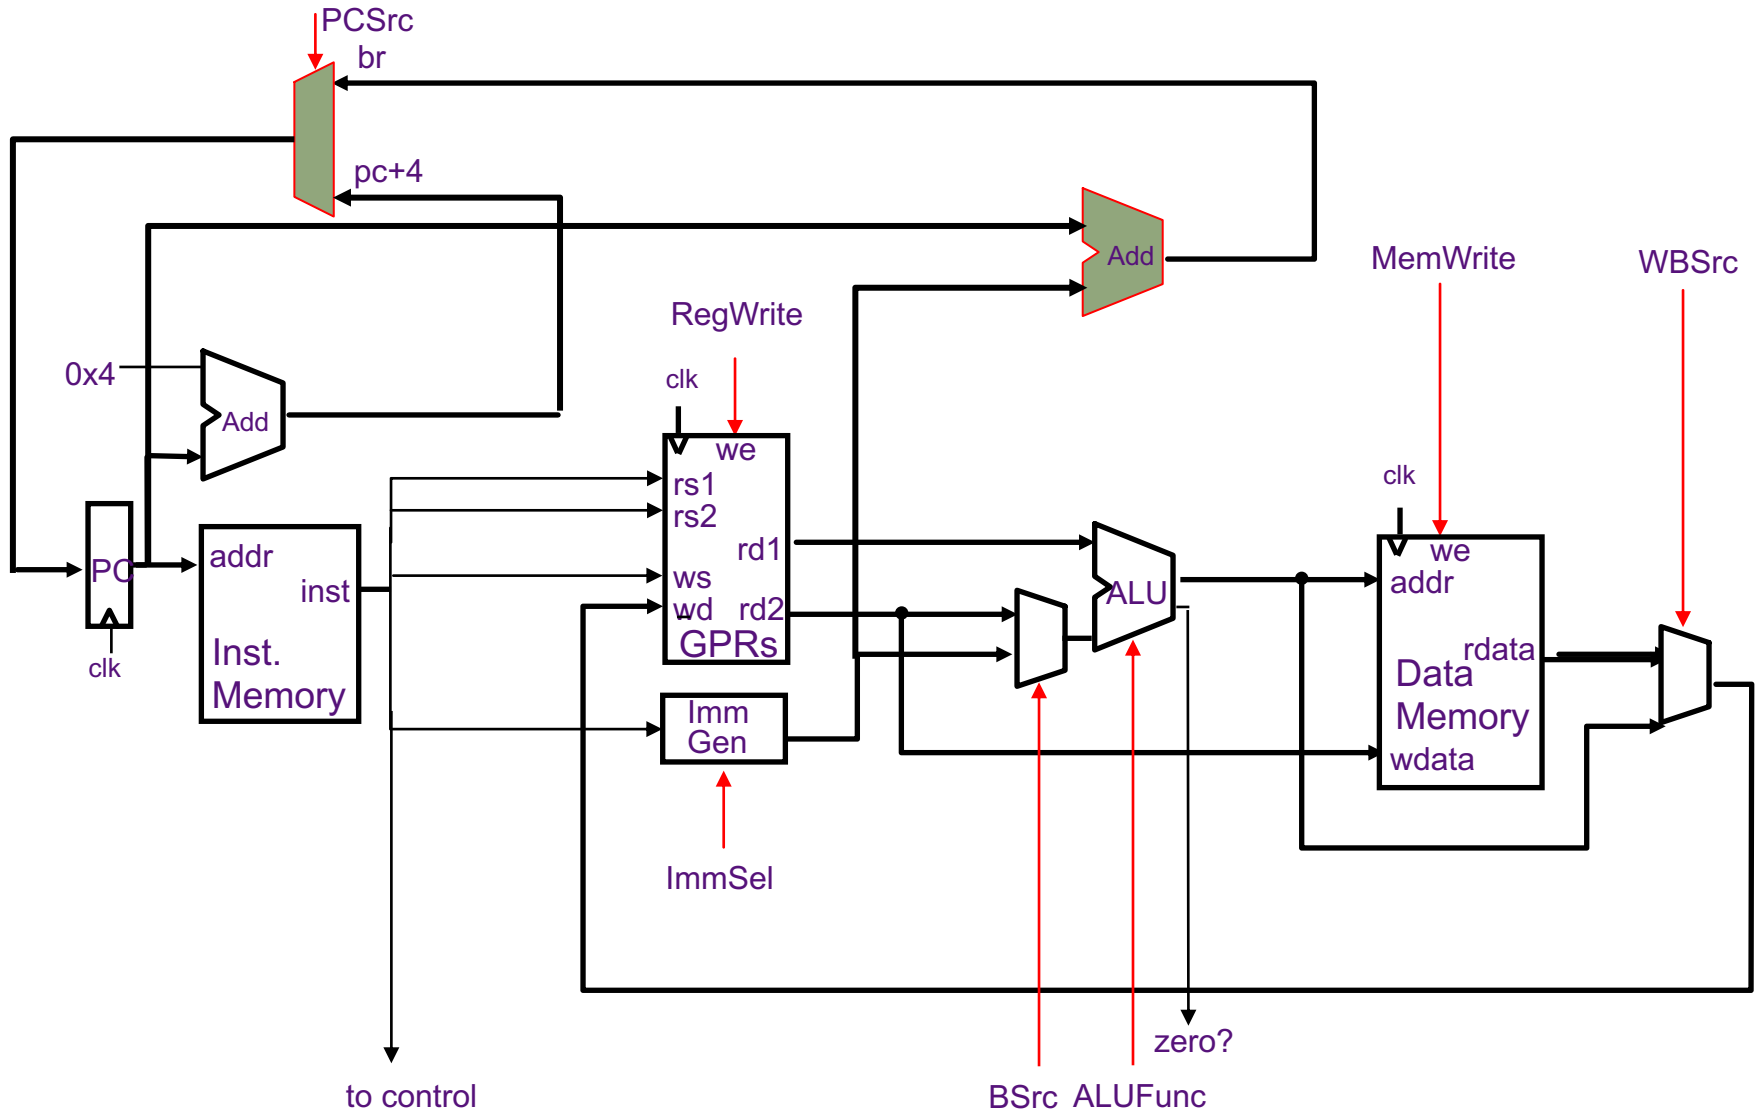 PCSrc
br
pc+4
Add
MemWrite
WBSrc
RegWrite
0x4
clk
Add
we
rs1
rs2
clk
we
addr
rd1
PC
addr
inst
ws
wd
rd2
GPRs
ALU
rdata
Data
Memory
wdata
clk
Inst.
Memory
Imm
Gen
ImmSel
zero?
to control
BSrc
ALUFunc